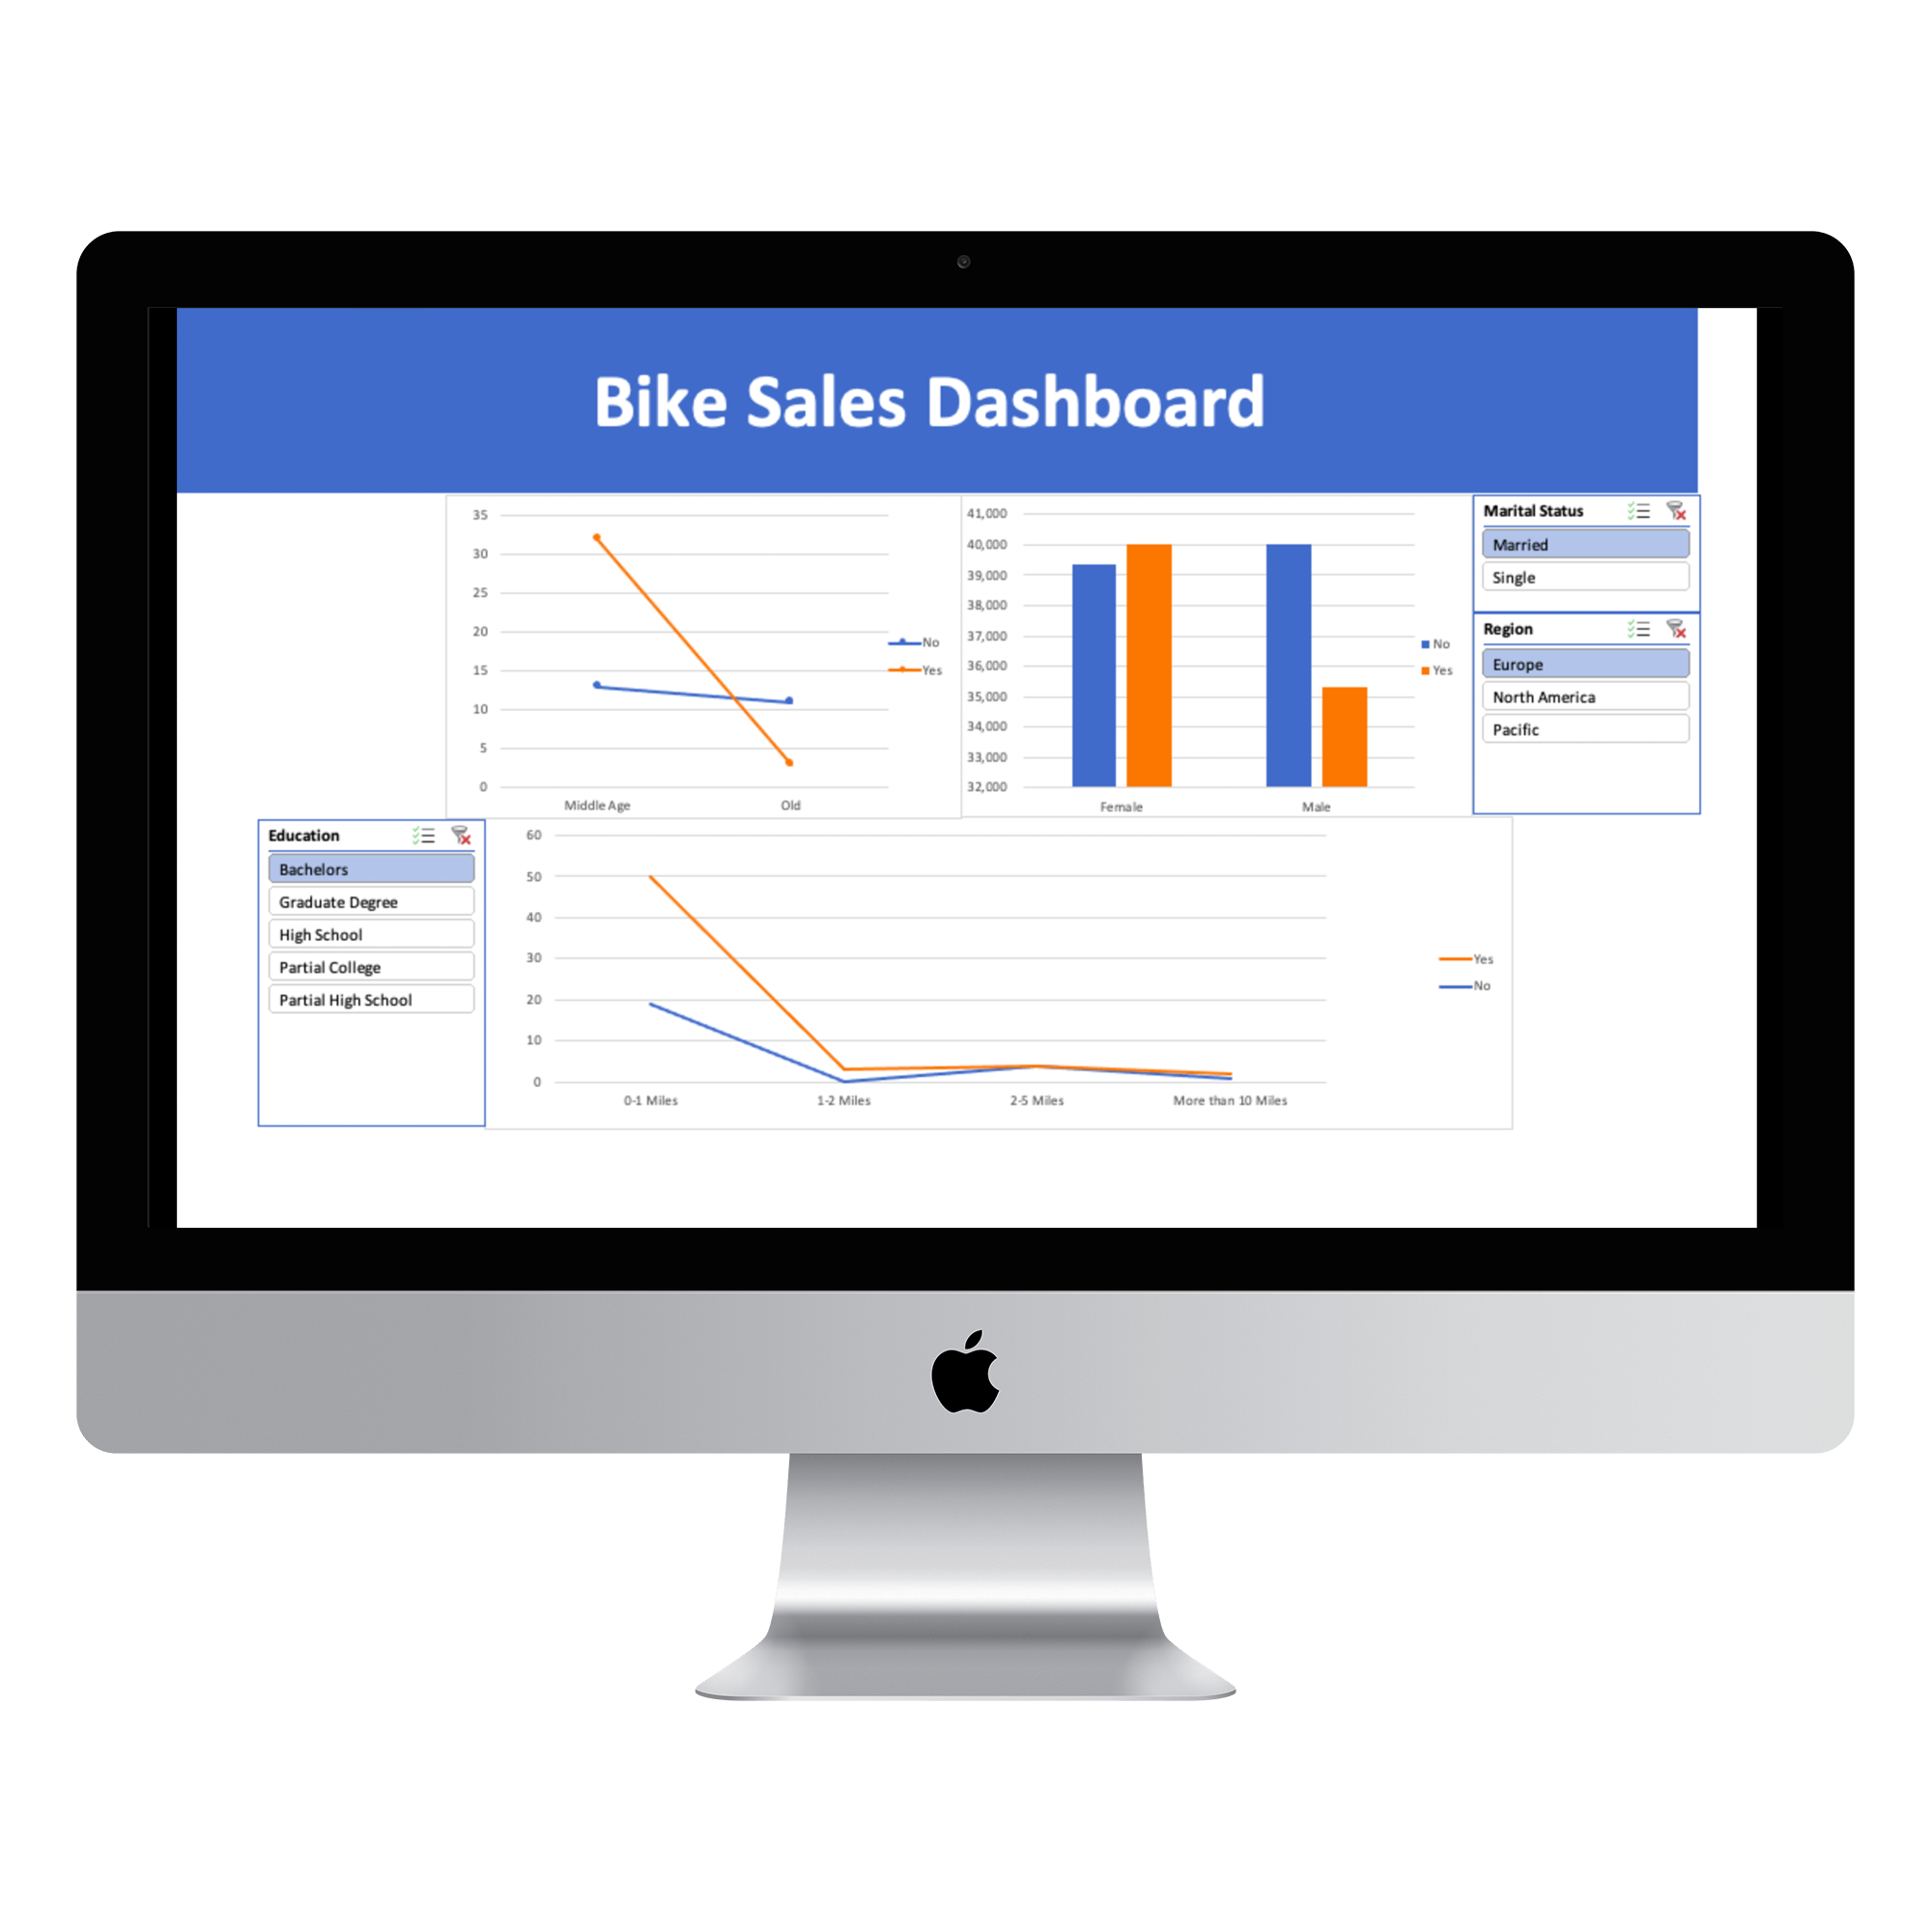 Bike Sales Dashboard
35
30
25
20
15
10
5
0
Middle Age Old
No
Yes
41,000
40,000
39,000
38,000
37,000
36,000
35,000
34,000
33,000
32,000
Female Male
No
Yes
Marital Status
Married
Single
Region
Europe
North America
Pacific
Education
Bachelors
Graduate Degree
High School
Partial College
Partial High School
60
50
40
30
20
10
0
0-1 Miles 1-2 Miles 2-5 Miles More than 10 Miles
Yes
No